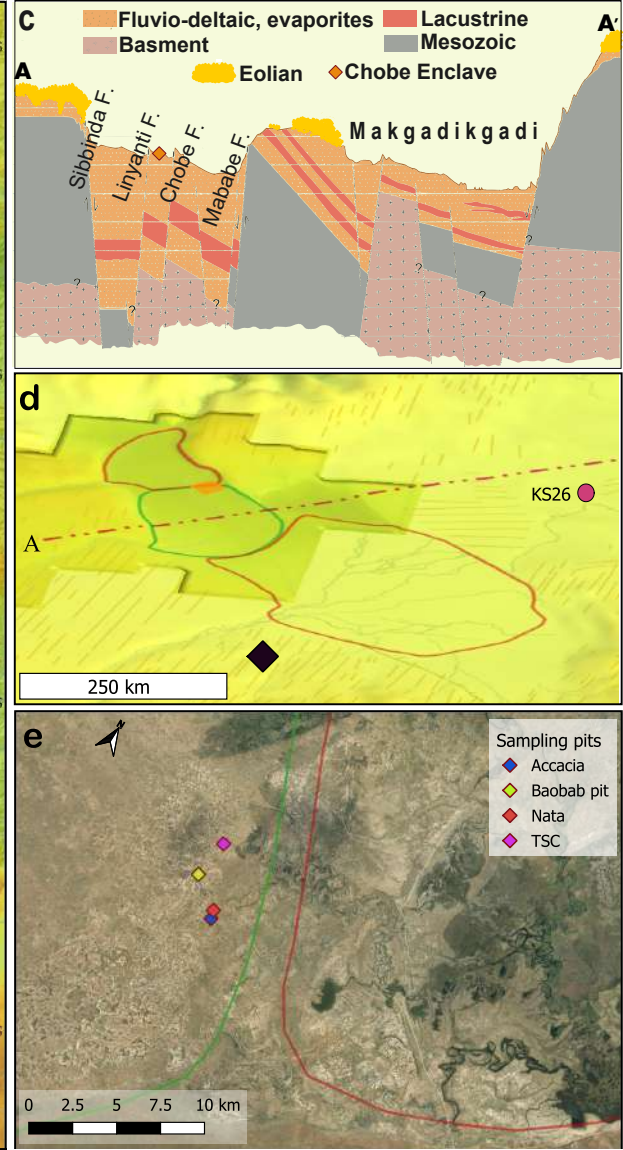 C
Fluvio-deltaic, evaporites
Lacustrine
Basment
Mesozoic
Eolian
Chobe Enclave
A
A'
Sibbinda F.
Linyanti F.
Chobe F.
Mababe F.
Makgadikgadi
?
?
?
?
?
?
d
A
KS26
250 km
e
N
Sampling pits
Accacia
Baobab pit
Nata
TSC
0 2.5 5 7.5 10 km